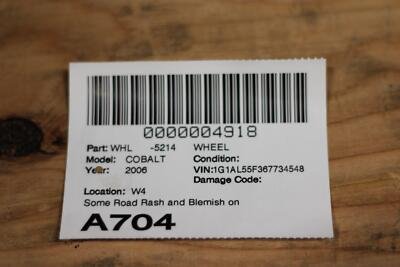 0000004918
Part: WHL -5214 WHEEL
Model: COBALT Condition:
Year: 2006 VIN:1G1AL55F367734548
Damage Code:
Location: W4
Some Road Rash and Blemish on
A704